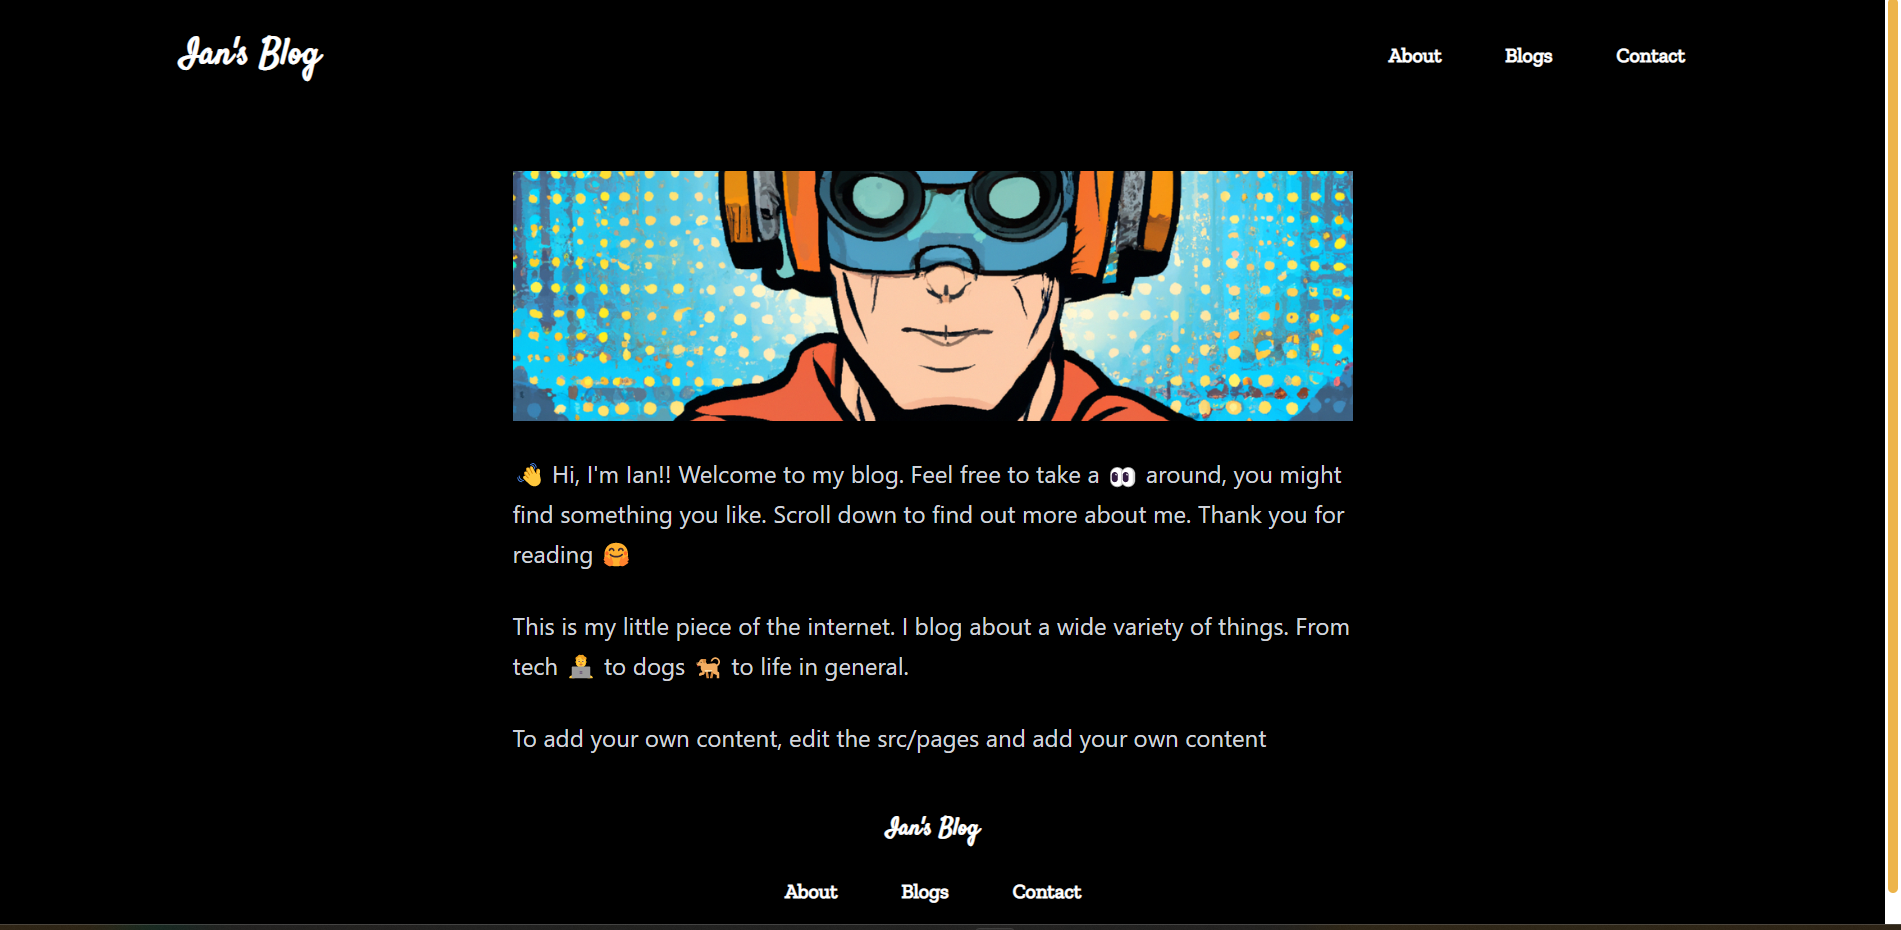 Ian's Blog
About Blogs Contact
👋 Hi, I'm Ian!! Welcome to my blog. Feel free to take a 👀 around, you might
find something you like. Scroll down to find out more about me. Thank you for
reading 🤗
This is my little piece of the internet. I blog about a wide variety of things. From
tech 🧑‍💻 to dogs 🐕 to life in general.
To add your own content, edit the src/pages and add your own content
Ian's Blog
About Blogs Contact